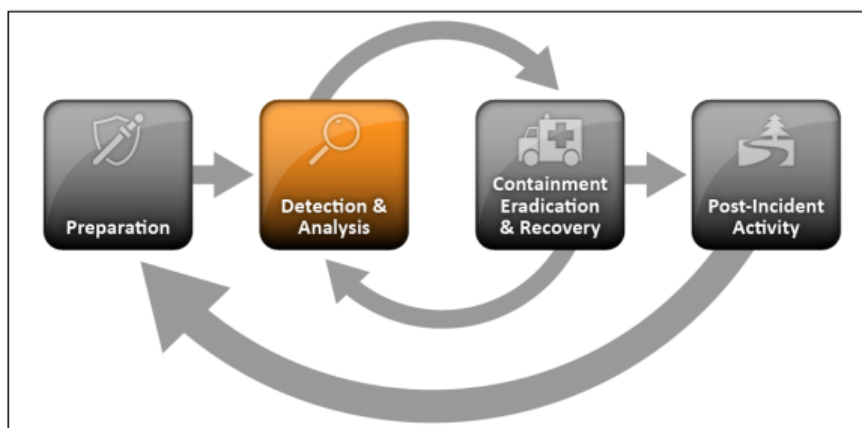 Preparation
Detection &
Analysis
Containment
Eradication
& Recovery
Post-Incident
Activity